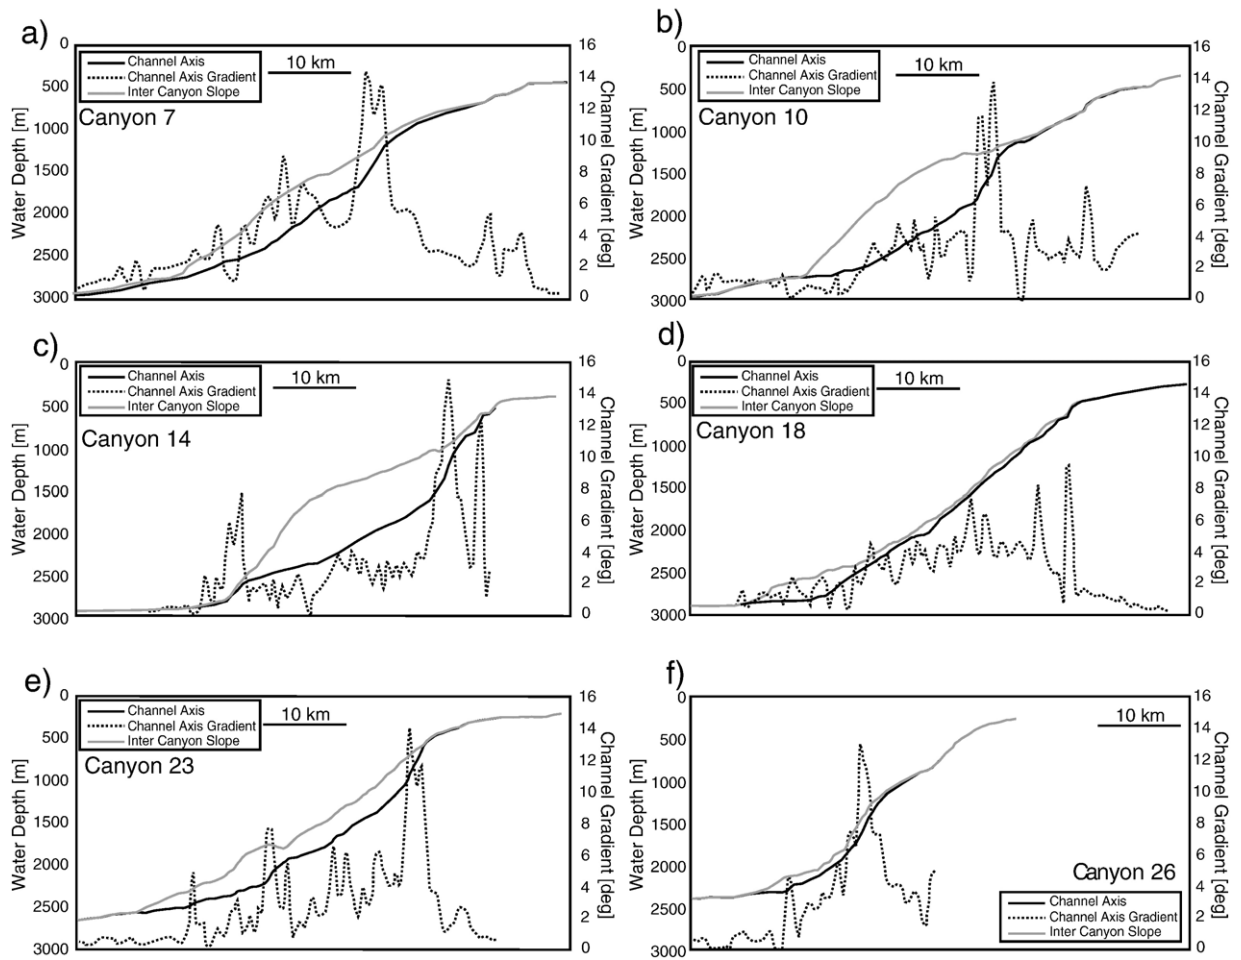 a)
0
500
1000
1500
2000
2500
3000
Water Depth [m]
Channel Axis
Channel Axis Gradient
Inter Canyon Slope
10 km
Canyon 7
16
14
12
10
8
6
4
2
0
Channel Gradient [deg]
b)
0
500
1000
1500
2000
2500
3000
Water Depth [m]
Channel Axis
Channel Axis Gradient
Inter Canyon Slope
10 km
Canyon 10
16
14
12
10
8
6
4
2
0
Channel Gradient [deg]
c)
0
500
1000
1500
2000
2500
3000
Water Depth [m]
Channel Axis
Channel Axis Gradient
Inter Canyon Slope
10 km
Canyon 14
16
14
12
10
8
6
4
2
0
Channel Gradient [deg]
d)
0
500
1000
1500
2000
2500
3000
Water Depth [m]
Channel Axis
Channel Axis Gradient
Inter Canyon Slope
10 km
Canyon 18
16
14
12
10
8
6
4
2
0
Channel Gradient [deg]
e)
0
500
1000
1500
2000
2500
3000
Water Depth [m]
Channel Axis
Channel Axis Gradient
Inter Canyon Slope
10 km
Canyon 23
16
14
12
10
8
6
4
2
0
Channel Gradient [deg]
f)
0
500
1000
1500
2000
2500
3000
Water Depth [m]
10 km
Canyon 26
Channel Axis
Channel Axis Gradient
Inter Canyon Slope
16
14
12
10
8
6
4
2
0
Channel Gradient [deg]